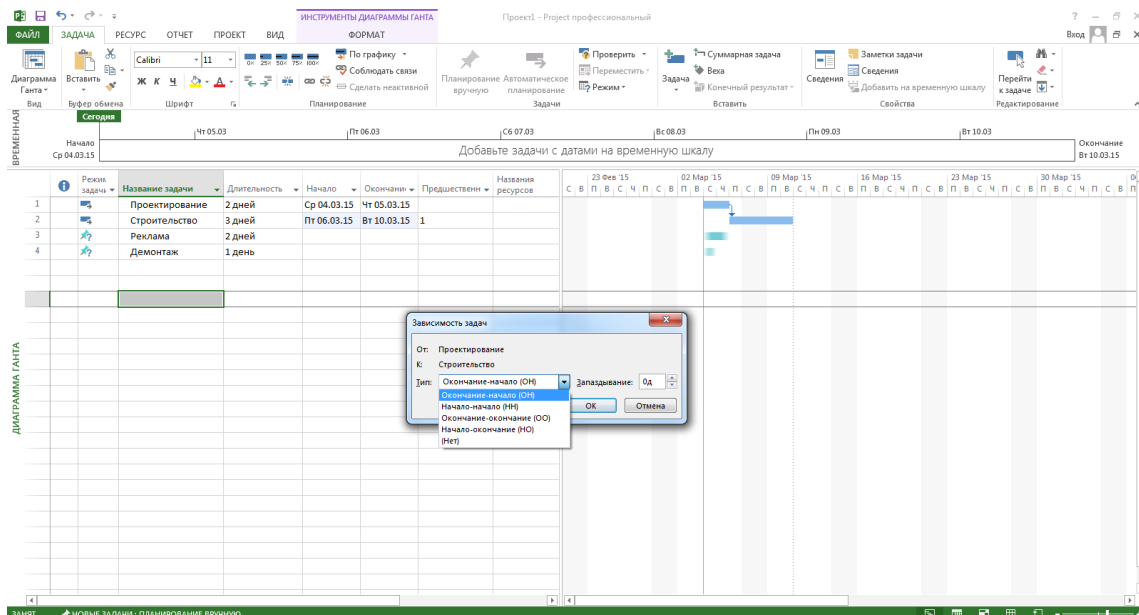 ИНСТРУМЕНТЫ ДИАГРАММЫ ГАНТА
Проект1 - Project профессиональный
ФАЙЛ ЗАДАЧА РЕСУРС ОТЧЕТ ПРОЕКТ ВИД ФОРМАТ Вход
Диаграмма Ганта
Вид
Вставить
Буфер обмена
Calibri 11
Ж К Ч
Шрифт
0× 25× 50× 75× 100×
По графику
Соблюдать связи
Сделать неактивной
Планирование
Планирование вручную
Автоматическое планирование
Проверить
Переместить
Режим
Задачи
Задача
Суммарная задача
Веха
Конечный результат
Вставить
Сведения
Заметки задачи
Сведения
Добавить на временную шкалу
Свойства
Перейти к задаче
Редактирование
ВРЕМЕННАЯ
Сегодня
Чт 05.03 Пт 06.03 Сб 07.03 Вс 08.03 Пн 09.03 Вт 10.03
Начало
Ср 04.03.15
Добавьте задачи с датами на временную шкалу
Окончание
Вт 10.03.15
Режим задачи Название задачи Длительность Начало Окончани Предшественн Названия ресурсов
23 Фев '15 02 Мар '15 09 Мар '15 16 Мар '15 23 Мар '15 30 Мар '15
С В П В С Ч П С В П В С Ч П С В П В С Ч П С В П В С Ч П С В П В С Ч П С В П В С Ч П С В П
1 Проектирование 2 дней Ср 04.03.15 Чт 05.03.15
2 Строительство 3 дней Пт 06.03.15 Вт 10.03.15 1
3 Реклама 2 дней
4 Демонтаж 1 день
ДИАГРАММА ГАНТА
Зависимость задач
От: Проектирование
К: Строительство
Тип: Окончание-начало (ОН) Запаздывание: 0д
Окончание-начало (ОН)
Начало-начало (НН)
Окончание-окончание (ОО)
Начало-окончание (НО)
(Нет)
ОК Отмена
ЗАНЯТ НОВЫЕ ЗАДАЧИ : ПЛАНИРОВАНИЕ ВРУЧНУЮ